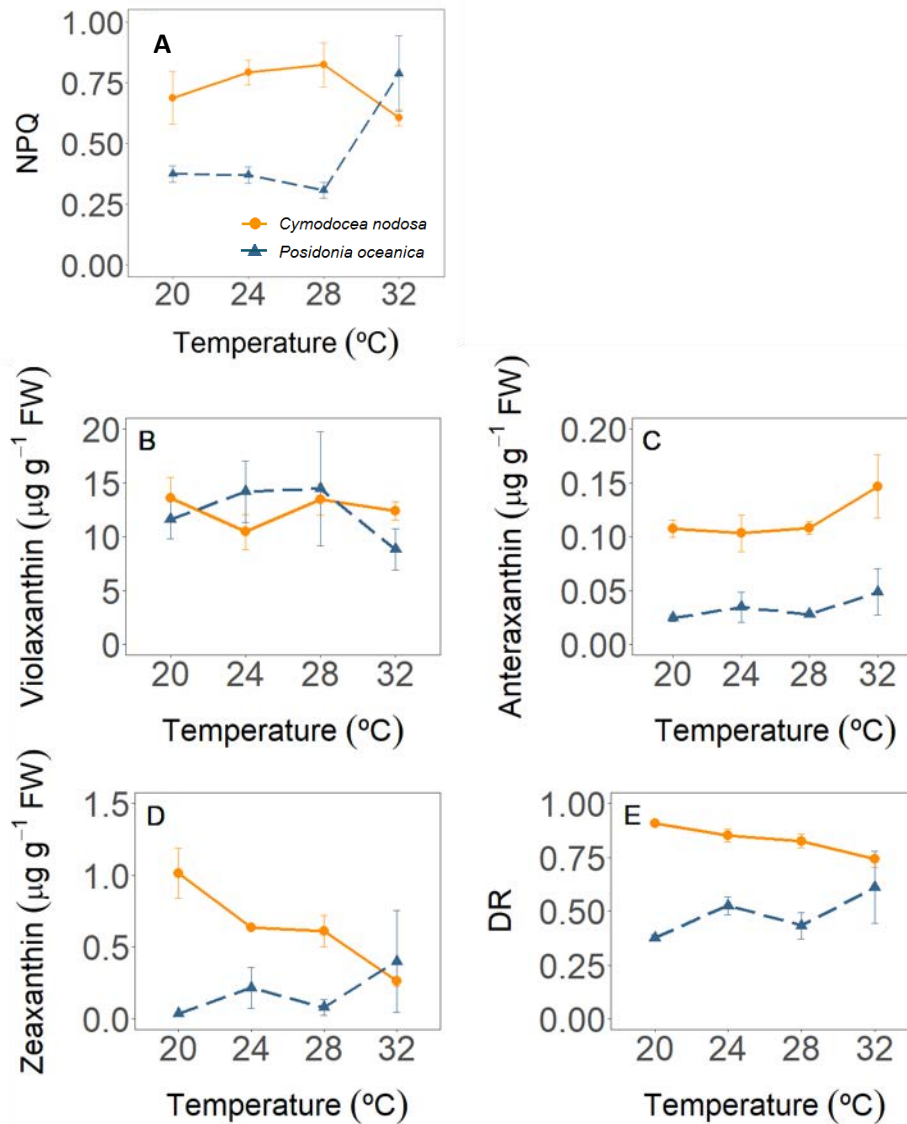 A
1.00
0.75
0.50
0.25
0.00
NPQ
Cymodocea nodosa
Posidonia oceanica
20 24 28 32
Temperature (ºC)
B
20
15
10
5
0
Violaxanthin (µg g⁻¹ FW)
20 24 28 32
Temperature (ºC)
C
0.20
0.15
0.10
0.05
0.00
Anteraxanthin (µg g⁻¹ FW)
20 24 28 32
Temperature (ºC)
D
1.5
1.0
0.5
0.0
Zeaxanthin (µg g⁻¹ FW)
20 24 28 32
Temperature (ºC)
E
1.00
0.75
0.50
0.25
0.00
DR
20 24 28 32
Temperature (ºC)